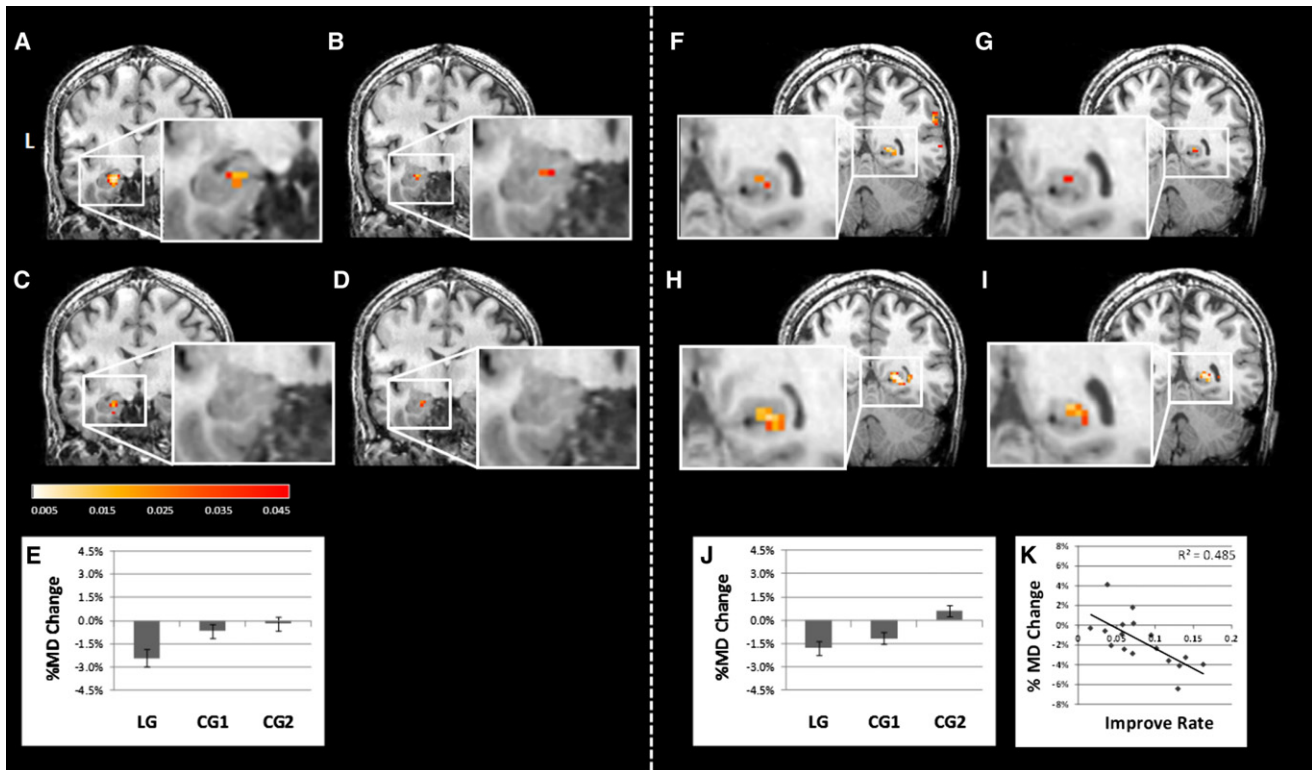 A
B
F
G
L
C
D
H
I
0.005 0.015 0.025 0.035 0.045
E
4.5%
3.0%
1.5%
0.0%
-1.5%
-3.0%
-4.5%
%MD Change
LG CG1 CG2
J
4.5%
3.0%
1.5%
0.0%
-1.5%
-3.0%
-4.5%
%MD Change
LG CG1 CG2
K
R² = 0.485
8%
6%
4%
2%
0%
-2%
-4%
-6%
-8%
0 0.05 0.1 0.15 0.2
% MD Change
Improve Rate